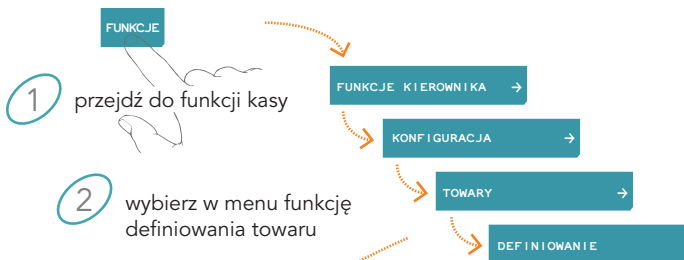 FUNKCJE
1
przejdź do funkcji kasy
FUNKCJE KIEROWNIKA →
KONFIGURACJA →
TOWARY →
2
wybierz w menu funkcję
definiowania towaru
DEFINIOWANIE